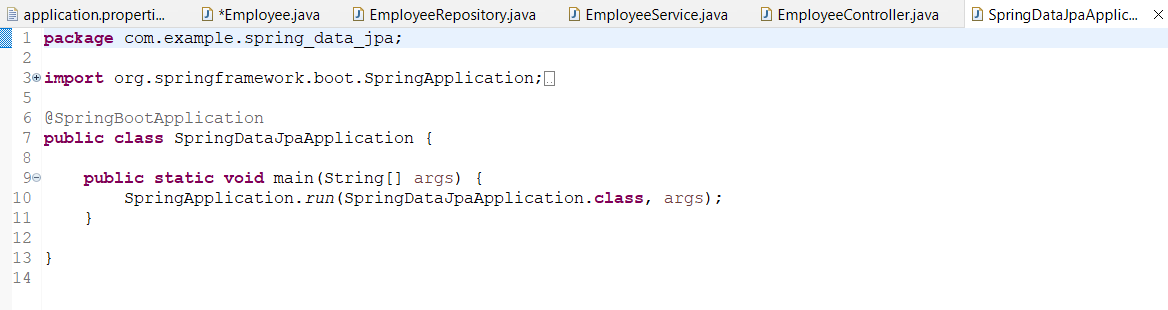 application.properti... *Employee.java EmployeeRepository.java EmployeeService.java EmployeeController.java SpringDataJpaApplic...
1 package com.example.spring_data_jpa;
2
3 import org.springframework.boot.SpringApplication;
5
6 @SpringBootApplication
7 public class SpringDataJpaApplication {
8
9 public static void main(String[] args) {
10 SpringApplication.run(SpringDataJpaApplication.class, args);
11 }
12
13 }
14